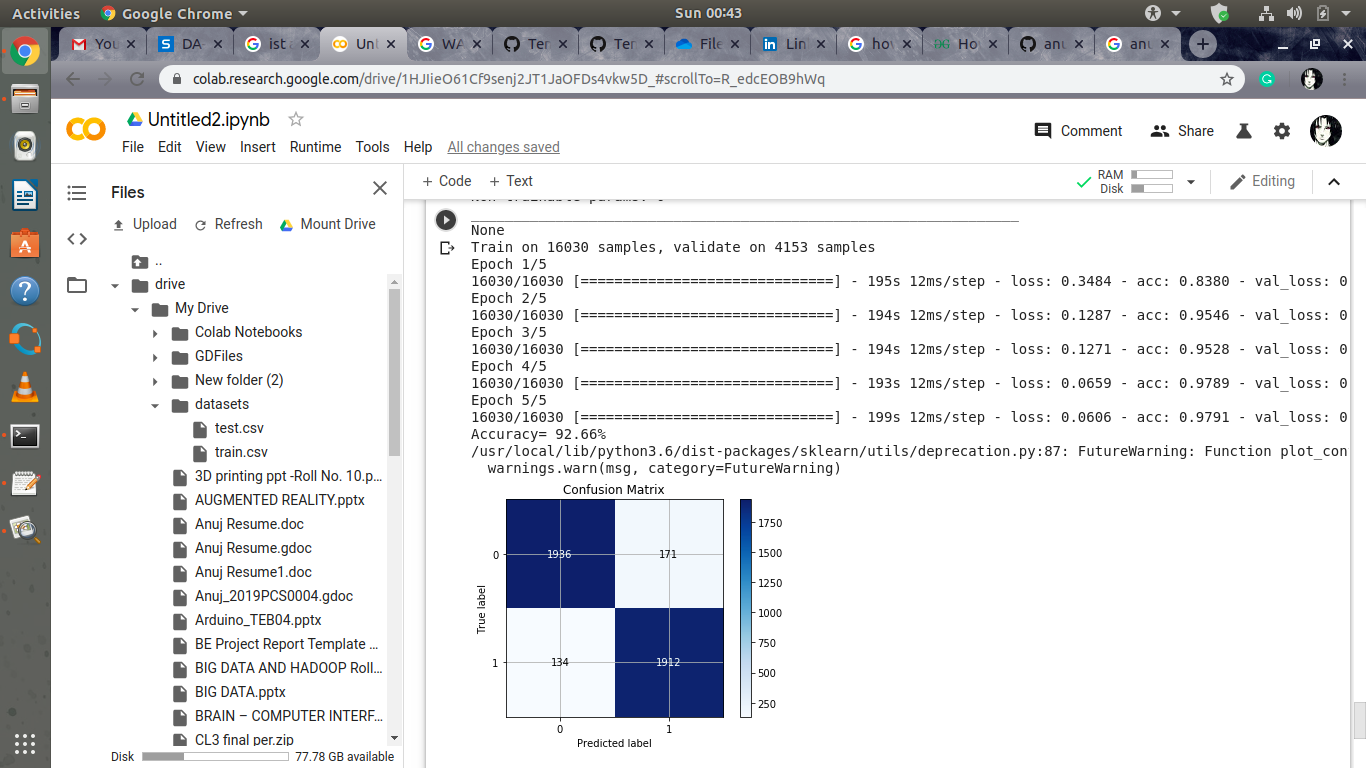 Activities Google Chrome Sun 00:43
You DA- ist a Unt WA Ter Ter File Lin hov Ho anu anu
colab.research.google.com/drive/1HJIieO61Cf9senj2JT1JaOFDs4vkw5D_#scrollTo=R_edcEOB9hWq
Untitled2.ipynb
Comment Share
File Edit View Insert Runtime Tools Help All changes saved
Files
+ Code + Text
RAM
Disk
Editing
Upload Refresh Mount Drive
..
drive
My Drive
Colab Notebooks
GDFiles
New folder (2)
datasets
test.csv
train.csv
3D printing ppt -Roll No. 10.p...
AUGMENTED REALITY.pptx
Anuj Resume.doc
Anuj Resume.gdoc
Anuj Resume1.doc
Anuj_2019PCS0004.gdoc
Arduino_TEB04.pptx
BE Project Report Template ...
BIG DATA AND HADOOP Roll...
BIG DATA.pptx
BRAIN – COMPUTER INTERF...
CL3 final per.zip
Disk 77.78 GB available
None
Train on 16030 samples, validate on 4153 samples
Epoch 1/5
16030/16030 [==============================] - 195s 12ms/step - loss: 0.3484 - acc: 0.8380 - val_loss: 0
Epoch 2/5
16030/16030 [==============================] - 194s 12ms/step - loss: 0.1287 - acc: 0.9546 - val_loss: 0
Epoch 3/5
16030/16030 [==============================] - 194s 12ms/step - loss: 0.1271 - acc: 0.9528 - val_loss: 0
Epoch 4/5
16030/16030 [==============================] - 193s 12ms/step - loss: 0.0659 - acc: 0.9789 - val_loss: 0
Epoch 5/5
16030/16030 [==============================] - 199s 12ms/step - loss: 0.0606 - acc: 0.9791 - val_loss: 0
Accuracy= 92.66%
/usr/local/lib/python3.6/dist-packages/sklearn/utils/deprecation.py:87: FutureWarning: Function plot_con
warnings.warn(msg, category=FutureWarning)
Confusion Matrix
True label
0 1936 171
1 134 1912
0 1
Predicted label
1750
1500
1250
1000
750
500
250